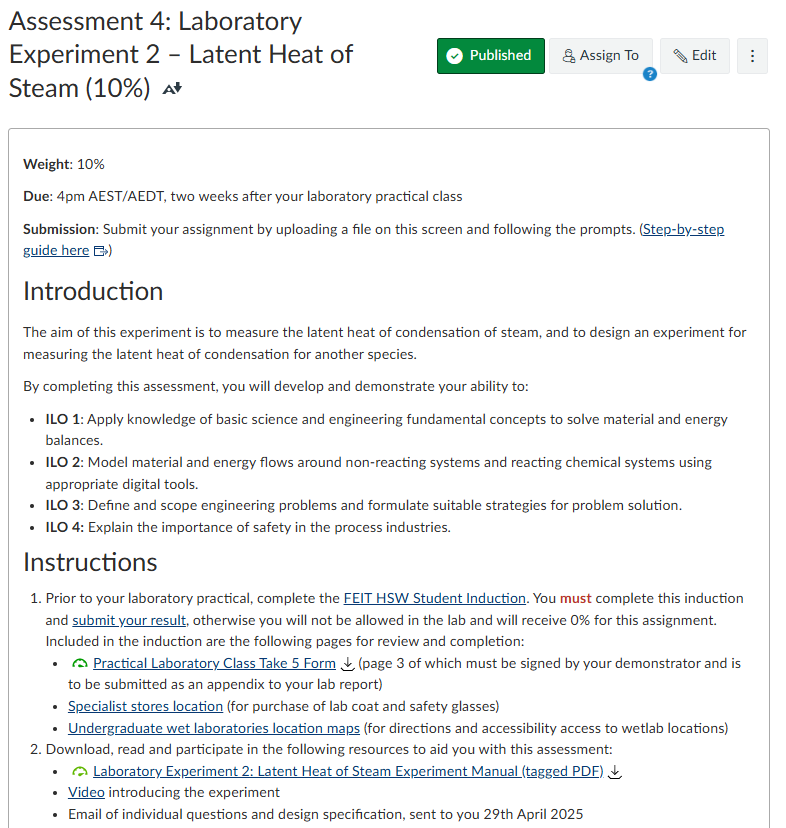 Assessment 4: Laboratory
Experiment 2 – Latent Heat of
Steam (10%)
Published
Assign To
Edit
Weight: 10%
Due: 4pm AEST/AEDT, two weeks after your laboratory practical class
Submission: Submit your assignment by uploading a file on this screen and following the prompts. (Step-by-step
guide here)
Introduction
The aim of this experiment is to measure the latent heat of condensation of steam, and to design an experiment for
measuring the latent heat of condensation for another species.
By completing this assessment, you will develop and demonstrate your ability to:
• ILO 1: Apply knowledge of basic science and engineering fundamental concepts to solve material and energy
balances.
• ILO 2: Model material and energy flows around non-reacting systems and reacting chemical systems using
appropriate digital tools.
• ILO 3: Define and scope engineering problems and formulate suitable strategies for problem solution.
• ILO 4: Explain the importance of safety in the process industries.
Instructions
1. Prior to your laboratory practical, complete the FEIT HSW Student Induction. You must complete this induction
and submit your result, otherwise you will not be allowed in the lab and will receive 0% for this assignment.
Included in the induction are the following pages for review and completion:
• Practical Laboratory Class Take 5 Form (page 3 of which must be signed by your demonstrator and is
to be submitted as an appendix to your lab report)
• Specialist stores location (for purchase of lab coat and safety glasses)
• Undergraduate wet laboratories location maps (for directions and accessibility access to wetlab locations)
2. Download, read and participate in the following resources to aid you with this assessment:
• Laboratory Experiment 2: Latent Heat of Steam Experiment Manual (tagged PDF)
• Video introducing the experiment
• Email of individual questions and design specification, sent to you 29th April 2025